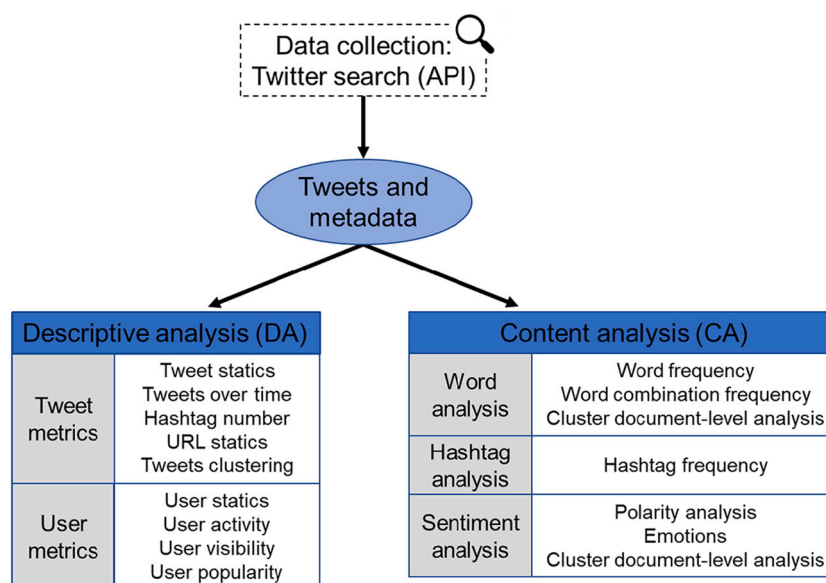 Data collection:
Twitter search (API)
Tweets and
metadata
Descriptive analysis (DA)
Tweet
metrics
Tweet statics
Tweets over time
Hashtag number
URL statics
Tweets clustering
User
metrics
User statics
User activity
User visibility
User popularity
Content analysis (CA)
Word
analysis
Word frequency
Word combination frequency
Cluster document-level analysis
Hashtag
analysis
Hashtag frequency
Sentiment
analysis
Polarity analysis
Emotions
Cluster document-level analysis